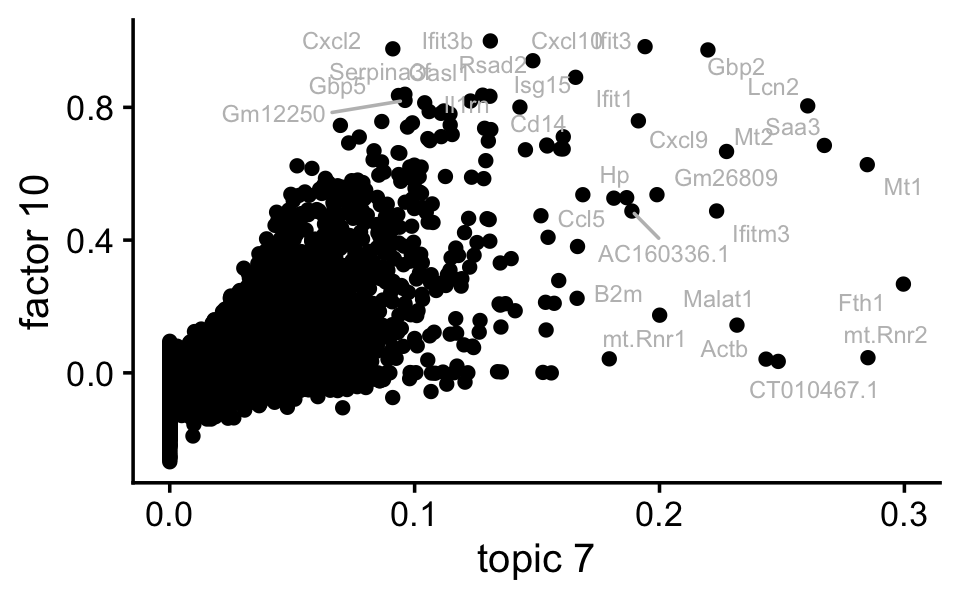 Cxcl2
Ifit3b
Cxcl10
Ifit3
Gbp5
Serpina3f
Oasl1
Rsad2
Gbp2
Gm12250
Il1rn
Isg15
Ifit1
Lcn2
Cd14
Cxcl9
Mt2
Saa3
Hp
Gm26809
Mt1
Ccl5
Ifitm3
AC160336.1
B2m
Malat1
Fth1
mt.Rnr1
Actb
mt.Rnr2
CT010467.1
0.8
0.4
0.0
factor 10
0.0
0.1
0.2
0.3
topic 7